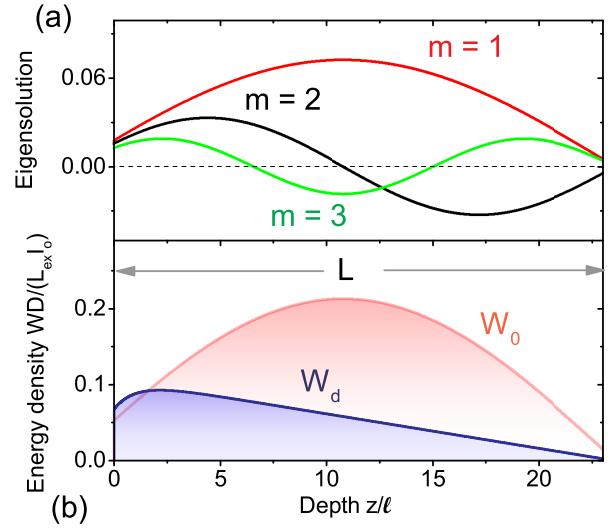 (a)
m = 1
0.06
m = 2
Eigensolution
0.00
m = 3
L
Energy density WD/(L_ex I_o)
0.2
W_0
W_d
0.1
0.0
0 5 10 15 20
Depth z/ℓ
(b)